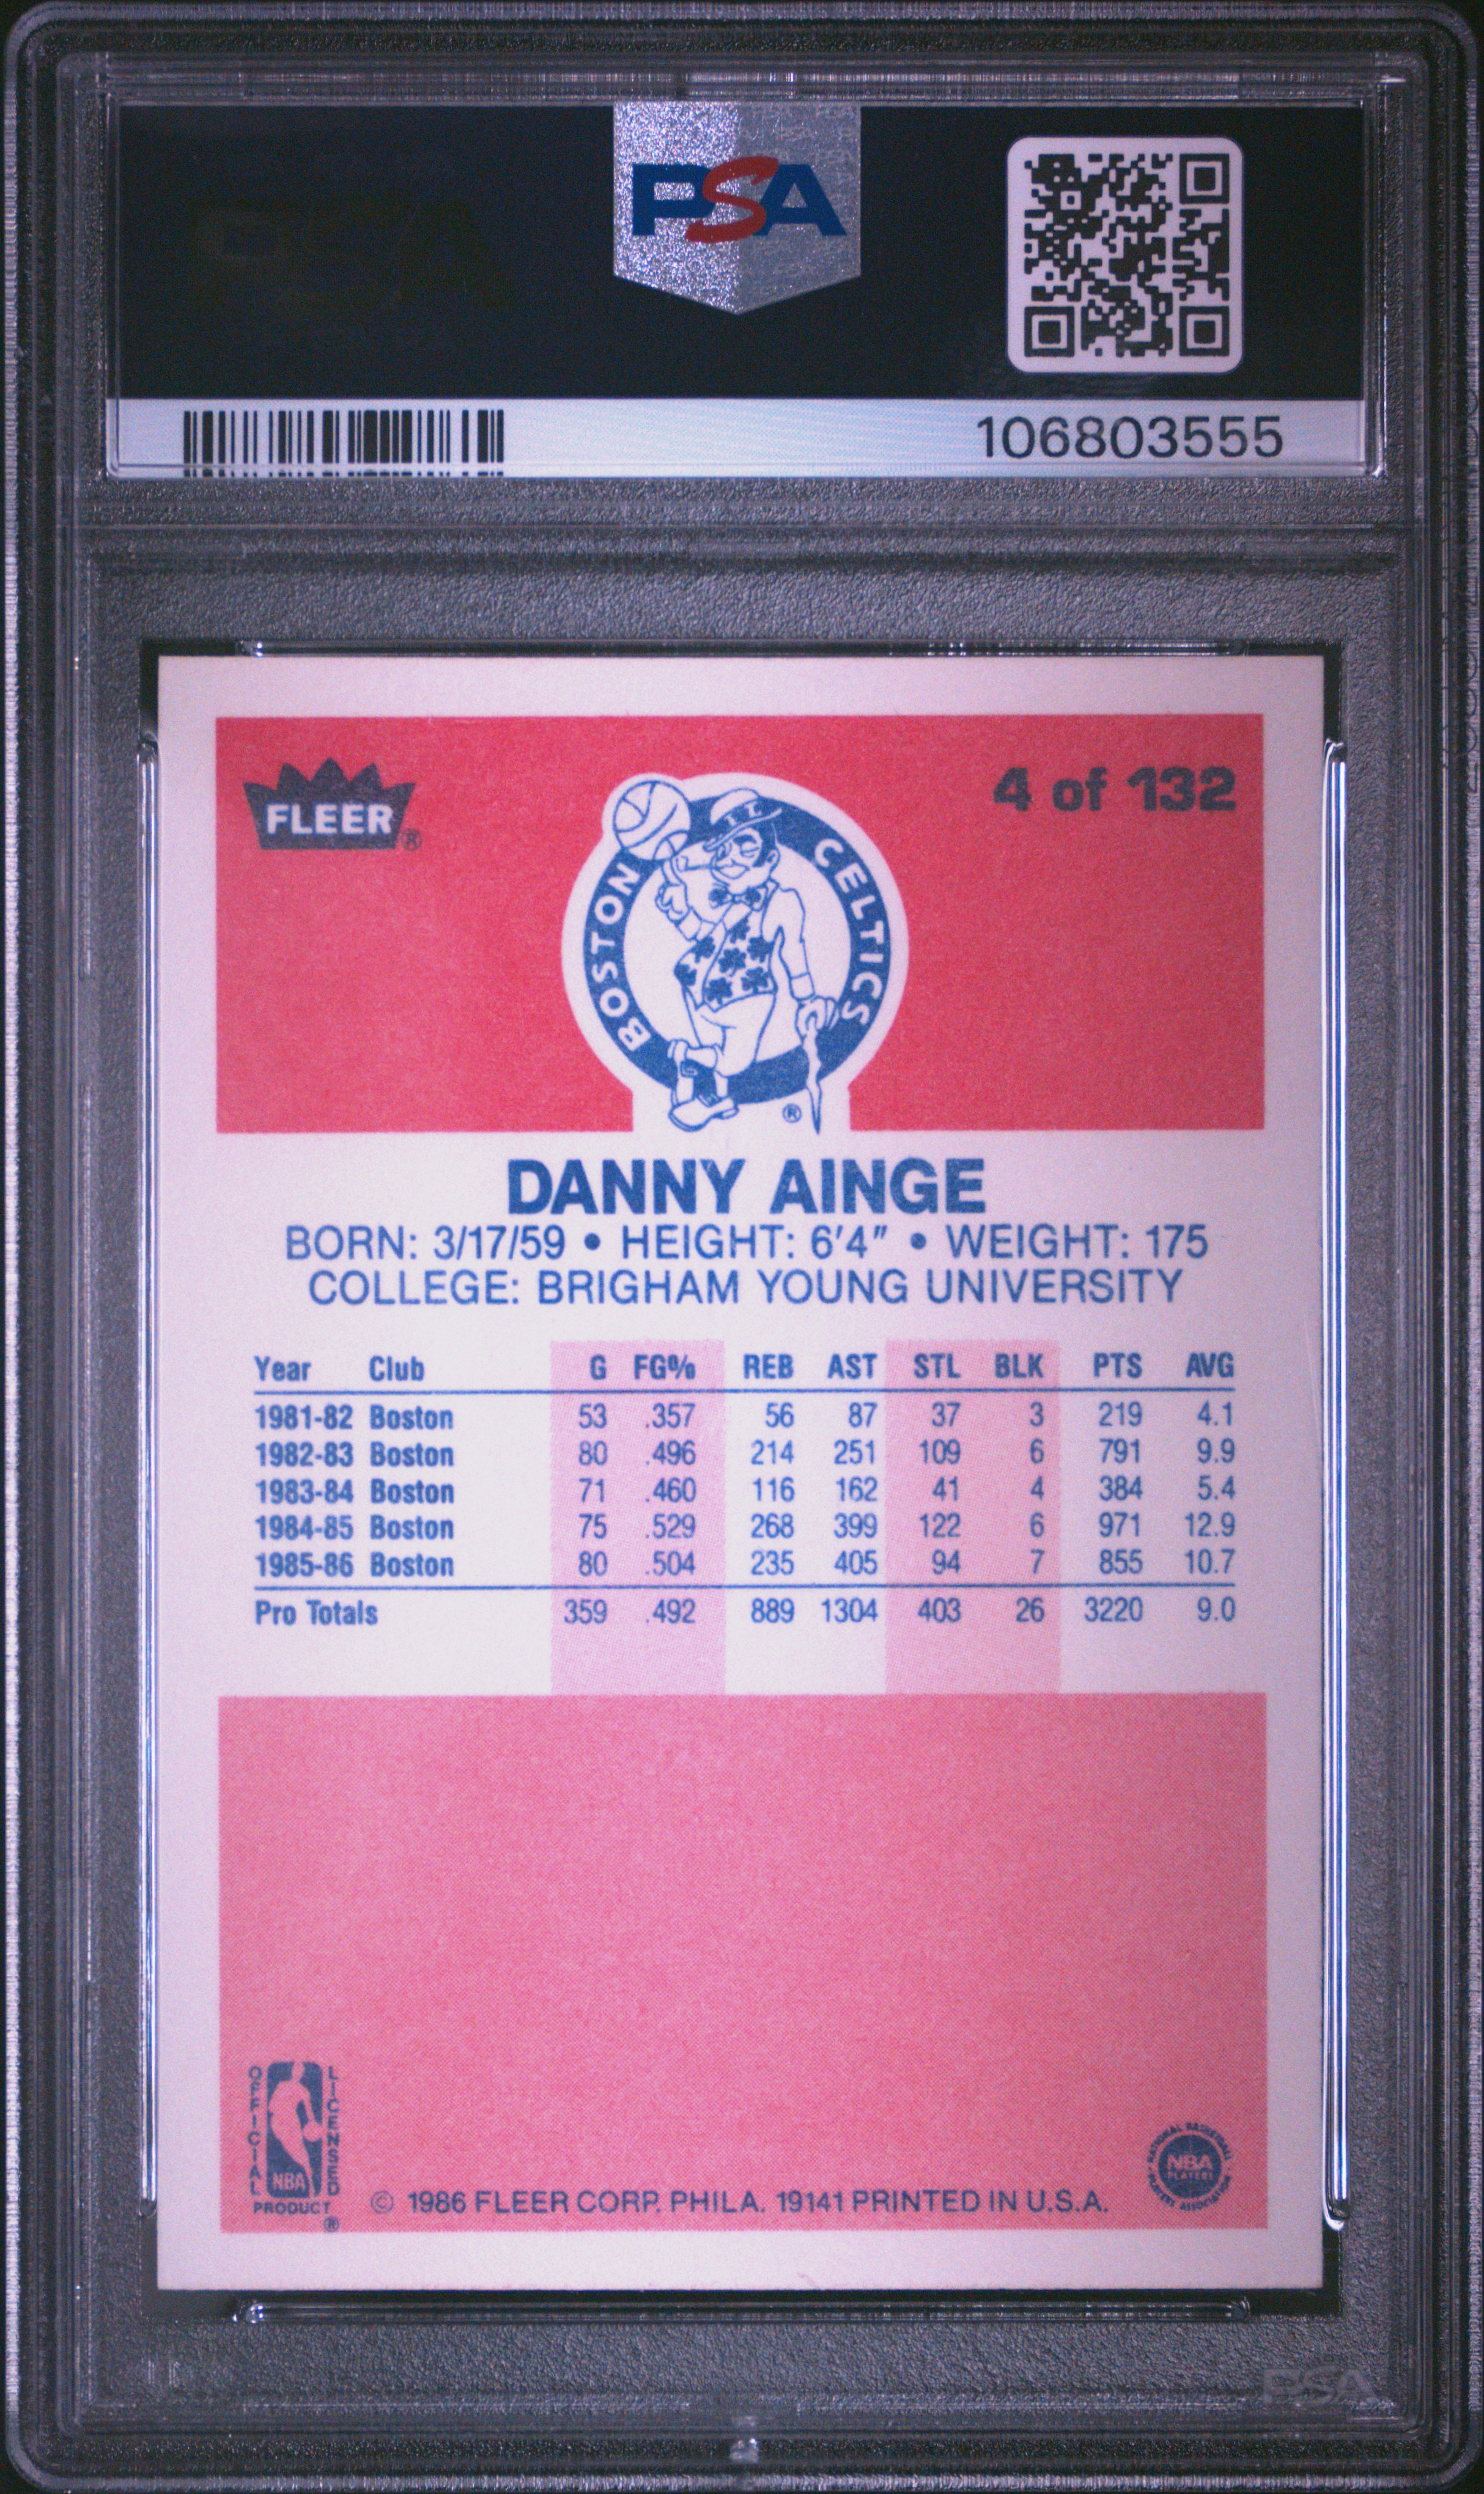 PSA
106803555
FLEER®
4 of 132
BOSTON CELTICS
®
DANNY AINGE
BORN: 3/17/59 • HEIGHT: 6'4" • WEIGHT: 175
COLLEGE: BRIGHAM YOUNG UNIVERSITY
Year Club G FG% REB AST STL BLK PTS AVG
1981-82 Boston 53 .357 56 87 37 3 219 4.1
1982-83 Boston 80 .496 214 251 109 6 791 9.9
1983-84 Boston 71 .460 116 162 41 4 384 5.4
1984-85 Boston 75 .529 268 399 122 6 971 12.9
1985-86 Boston 80 .504 235 405 94 7 855 10.7
Pro Totals 359 .492 889 1304 403 26 3220 9.0
OFFICIAL LICENSED
NBA
PRODUCT
®
© 1986 FLEER CORP. PHILA. 19141 PRINTED IN U.S.A.
NATIONAL BASKETBALL
NBA
PLAYERS
PLAYERS ASSOCIATION
PSA